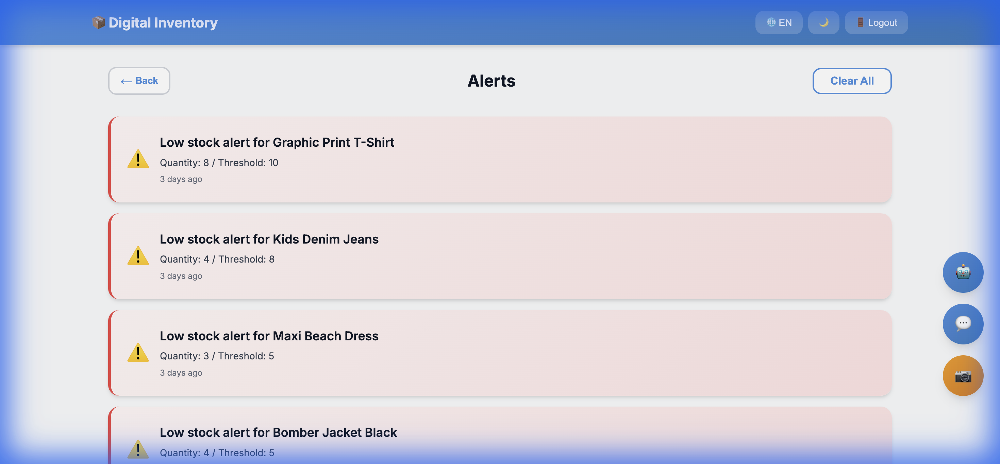 Digital Inventory
EN
Logout
← Back
Alerts
Clear All
Low stock alert for Graphic Print T-Shirt
Quantity: 8 / Threshold: 10
3 days ago
Low stock alert for Kids Denim Jeans
Quantity: 4 / Threshold: 8
3 days ago
Low stock alert for Maxi Beach Dress
Quantity: 3 / Threshold: 5
3 days ago
Low stock alert for Bomber Jacket Black
Quantity: 4 / Threshold: 5